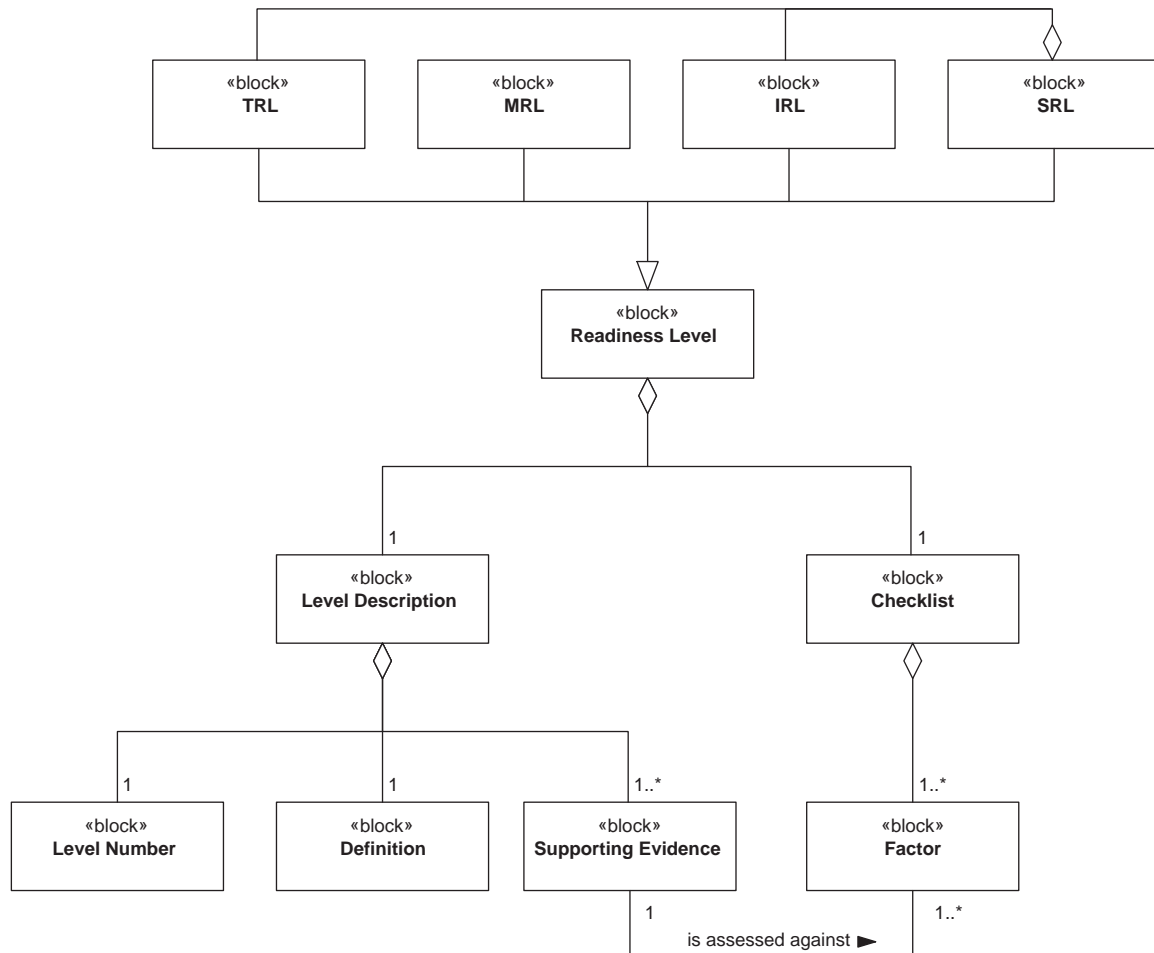 «block»
TRL
«block»
MRL
«block»
IRL
«block»
SRL
«block»
Readiness Level
1
1
«block»
Level Description
«block»
Checklist
1
1
1..*
1..*
«block»
Level Number
«block»
Definition
«block»
Supporting Evidence
«block»
Factor
1
1..*
is assessed against ►